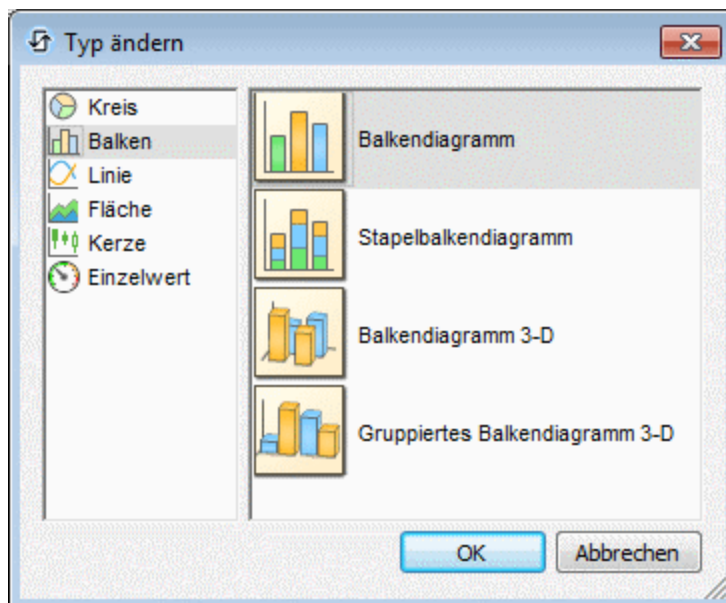 Typ ändern
Kreis
Balken
Linie
Fläche
Kerze
Einzelwert
Balkendiagramm
Stapelbalkendiagramm
Balkendiagramm 3-D
Gruppiertes Balkendiagramm 3-D
OK
Abbrechen